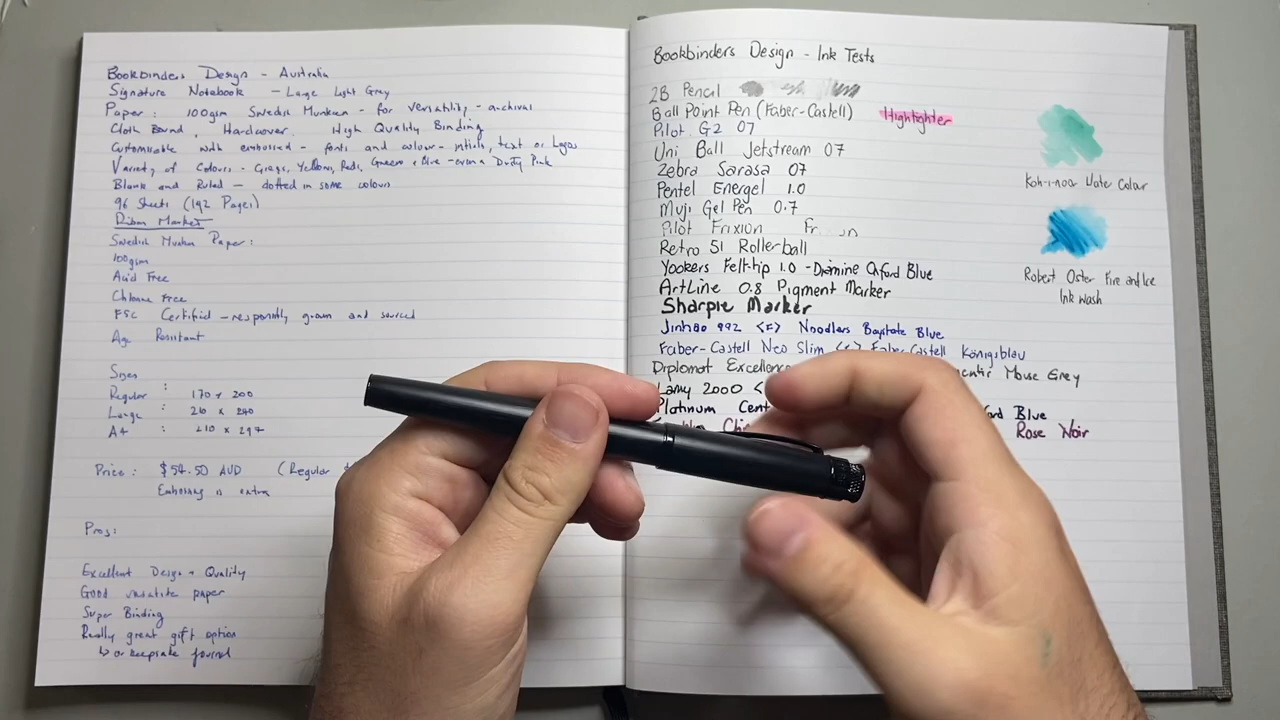 Bookbinders Design - Australia
Signature Notebook - Large Light Grey
Paper: 100gsm Swedish Munken - for versatility - archival
Cloth Bound, Hardcover. High Quality Binding
Customisable with embossed - fonts and colour - initials, text or Logos
Variety of Colours - Grays, Yellows, Reds, Greens + Blue - even a Dusty Pink
Blank and Ruled - dotted in some colours
96 Sheets (192 Pages)
Ribbon Marker
Swedish Munken Paper:
100gsm
Acid Free
Chlorine Free
FSC Certified - responsibly grown and sourced
Age Resistant
Sizes
Regular : 170 x 200
Large : 210 x 240
A4 : 210 x 297
Price: $54.50 AUD (Regular
Embossing is extra
Pros:
Excellent Design + Quality
Good versatile paper
Super Binding
Really great gift option
↳ or keepsake journal
Bookbinders Design - Ink Tests
2B Pencil
Ball Point Pen (Faber-Castell)
Highlighter
Pilot G2 07
Uni Ball Jetstream 07
Zebra Sarasa 07
Pentel Energel 1.0
Muji Gel Pen 0.7
Pilot Frixion
Retro 51 Rollerball
Yookers Felt-tip 1.0 - Diamine Oxford Blue
ArtLine 0.8 Pigment Marker
Sharpie Marker
Jinhao 992 <F> Noodlers Baystate Blue
Faber-Castell Neo Slim <F> Faber-Castell Königsblau
Diplomat Excellence Mouse Grey
Lamy 2000 <
Platinum Cent Blue
Rose Noir
Koh-i-noor Water Colour
Robert Oster Fire and Ice
Ink Wash